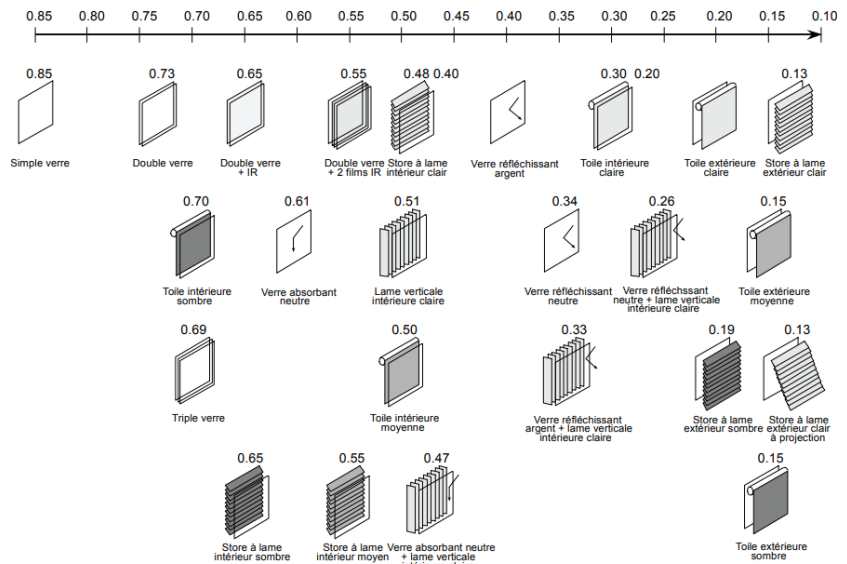 0.85 0.80 0.75 0.70 0.65 0.60 0.55 0.50 0.45 0.40 0.35 0.30 0.25 0.20 0.15 0.10
0.85 0.73 0.65 0.55 0.48 0.40 0.30 0.20 0.13
Simple verre
Double verre
Double verre
+ IR
Double verre
+ 2 films IR
Store à lame
intérieur clair
Verre réfléchissant
argent
Toile intérieure
claire
Toile extérieure
claire
Store à lame
extérieur clair
0.70 0.61 0.51 0.34 0.26 0.15
Toile intérieure
sombre
Verre absorbant
neutre
Lame verticale
intérieure claire
Verre réfléchissant
neutre
Verre réfléchssant
neutre + lame verticale
intérieure claire
Toile extérieure
moyenne
0.69 0.50 0.33 0.19 0.13
Triple verre
Toile intérieure
moyenne
Verre réfléchissant
argent + lame verticale
intérieure claire
Store à lame
extérieur sombre
Store à lame
extérieur clair
à projection
0.65 0.55 0.47 0.15
Store à lame
intérieur sombre
Store à lame
intérieur moyen
Verre absorbant neutre
+ lame verticale
Toile extérieure
sombre